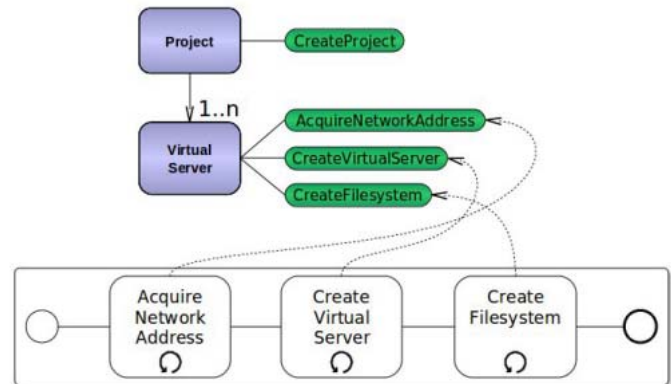 Project
CreateProject
1..n
Virtual
Server
AcquireNetworkAddress
CreateVirtualServer
CreateFilesystem
Acquire
Network
Address
Create
Virtual
Server
Create
Filesystem